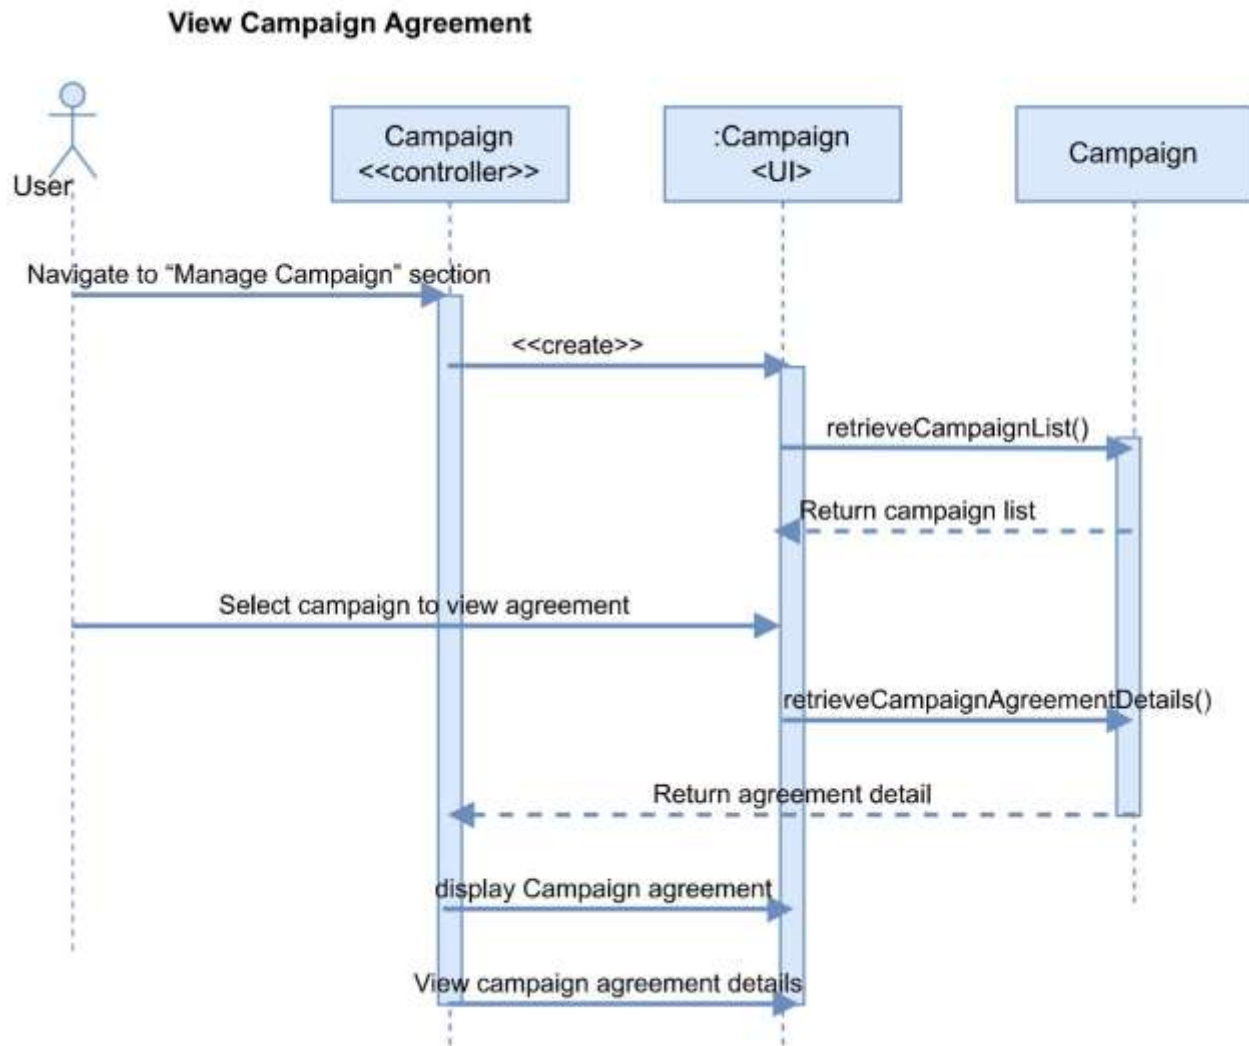 View Campaign Agreement
User
Campaign
<<controller>>
:Campaign
<UI>
Campaign
Navigate to “Manage Campaign” section
<<create>>
retrieveCampaignList()
Return campaign list
Select campaign to view agreement
retrieveCampaignAgreementDetails()
Return agreement detail
display Campaign agreement
View campaign agreement details